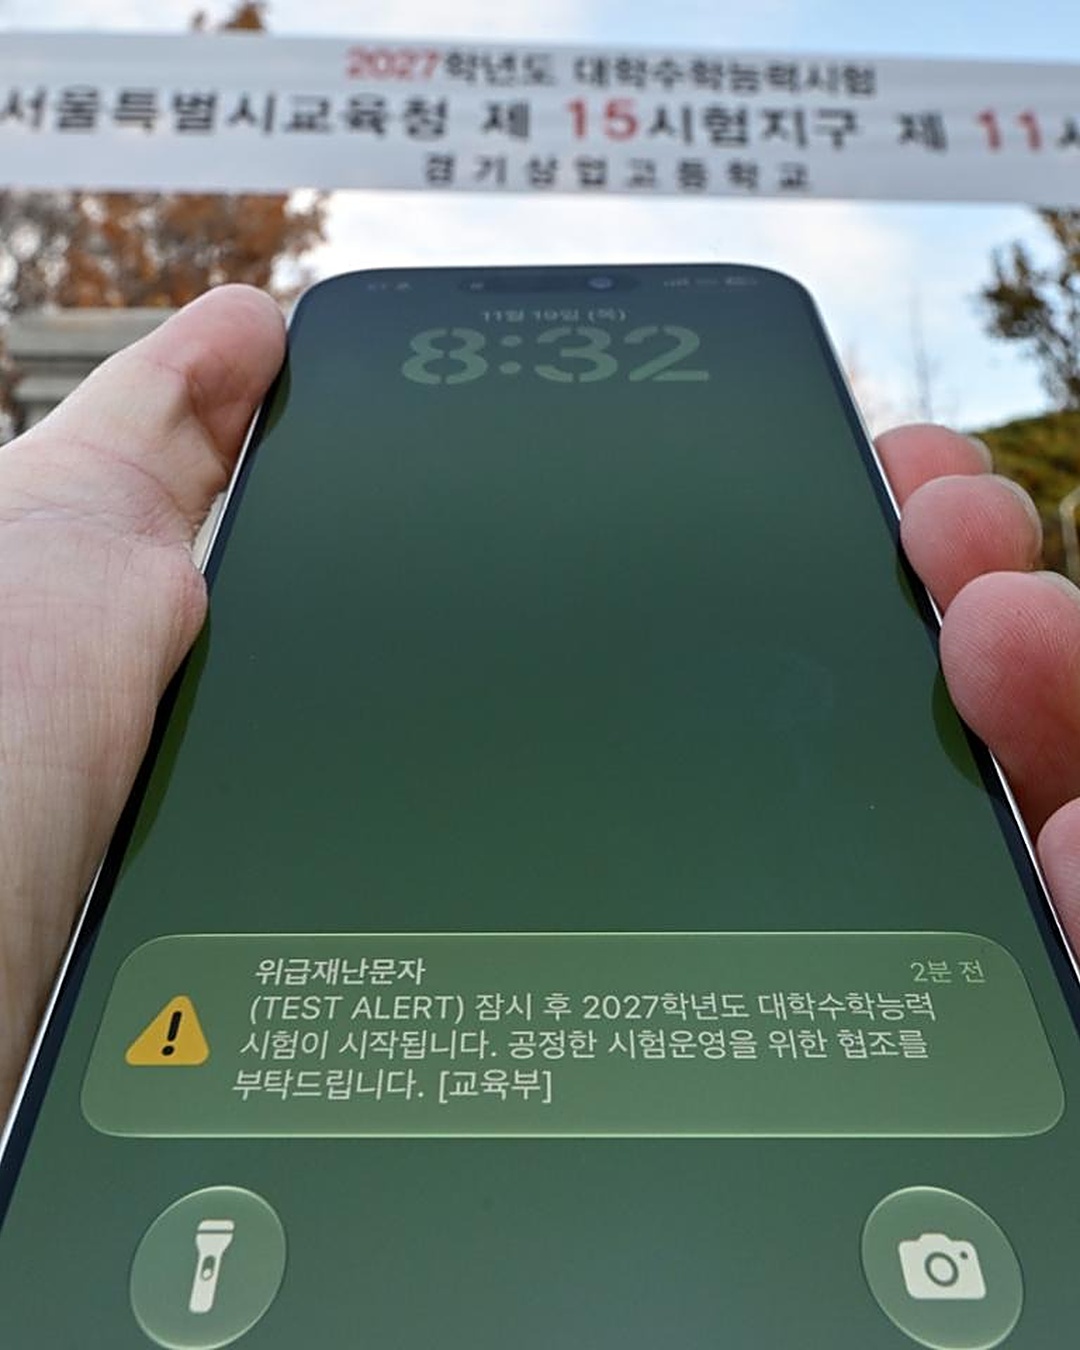 2027학년도 대학수학능력시험
서울특별시교육청 제 15시험지구 제 11시
경기상업고등학교
11월 19일 (목)
8:32
위급재난문자
2분 전
(TEST ALERT) 잠시 후 2027학년도 대학수학능력
시험이 시작됩니다. 공정한 시험운영을 위한 협조를
부탁드립니다. [교육부]